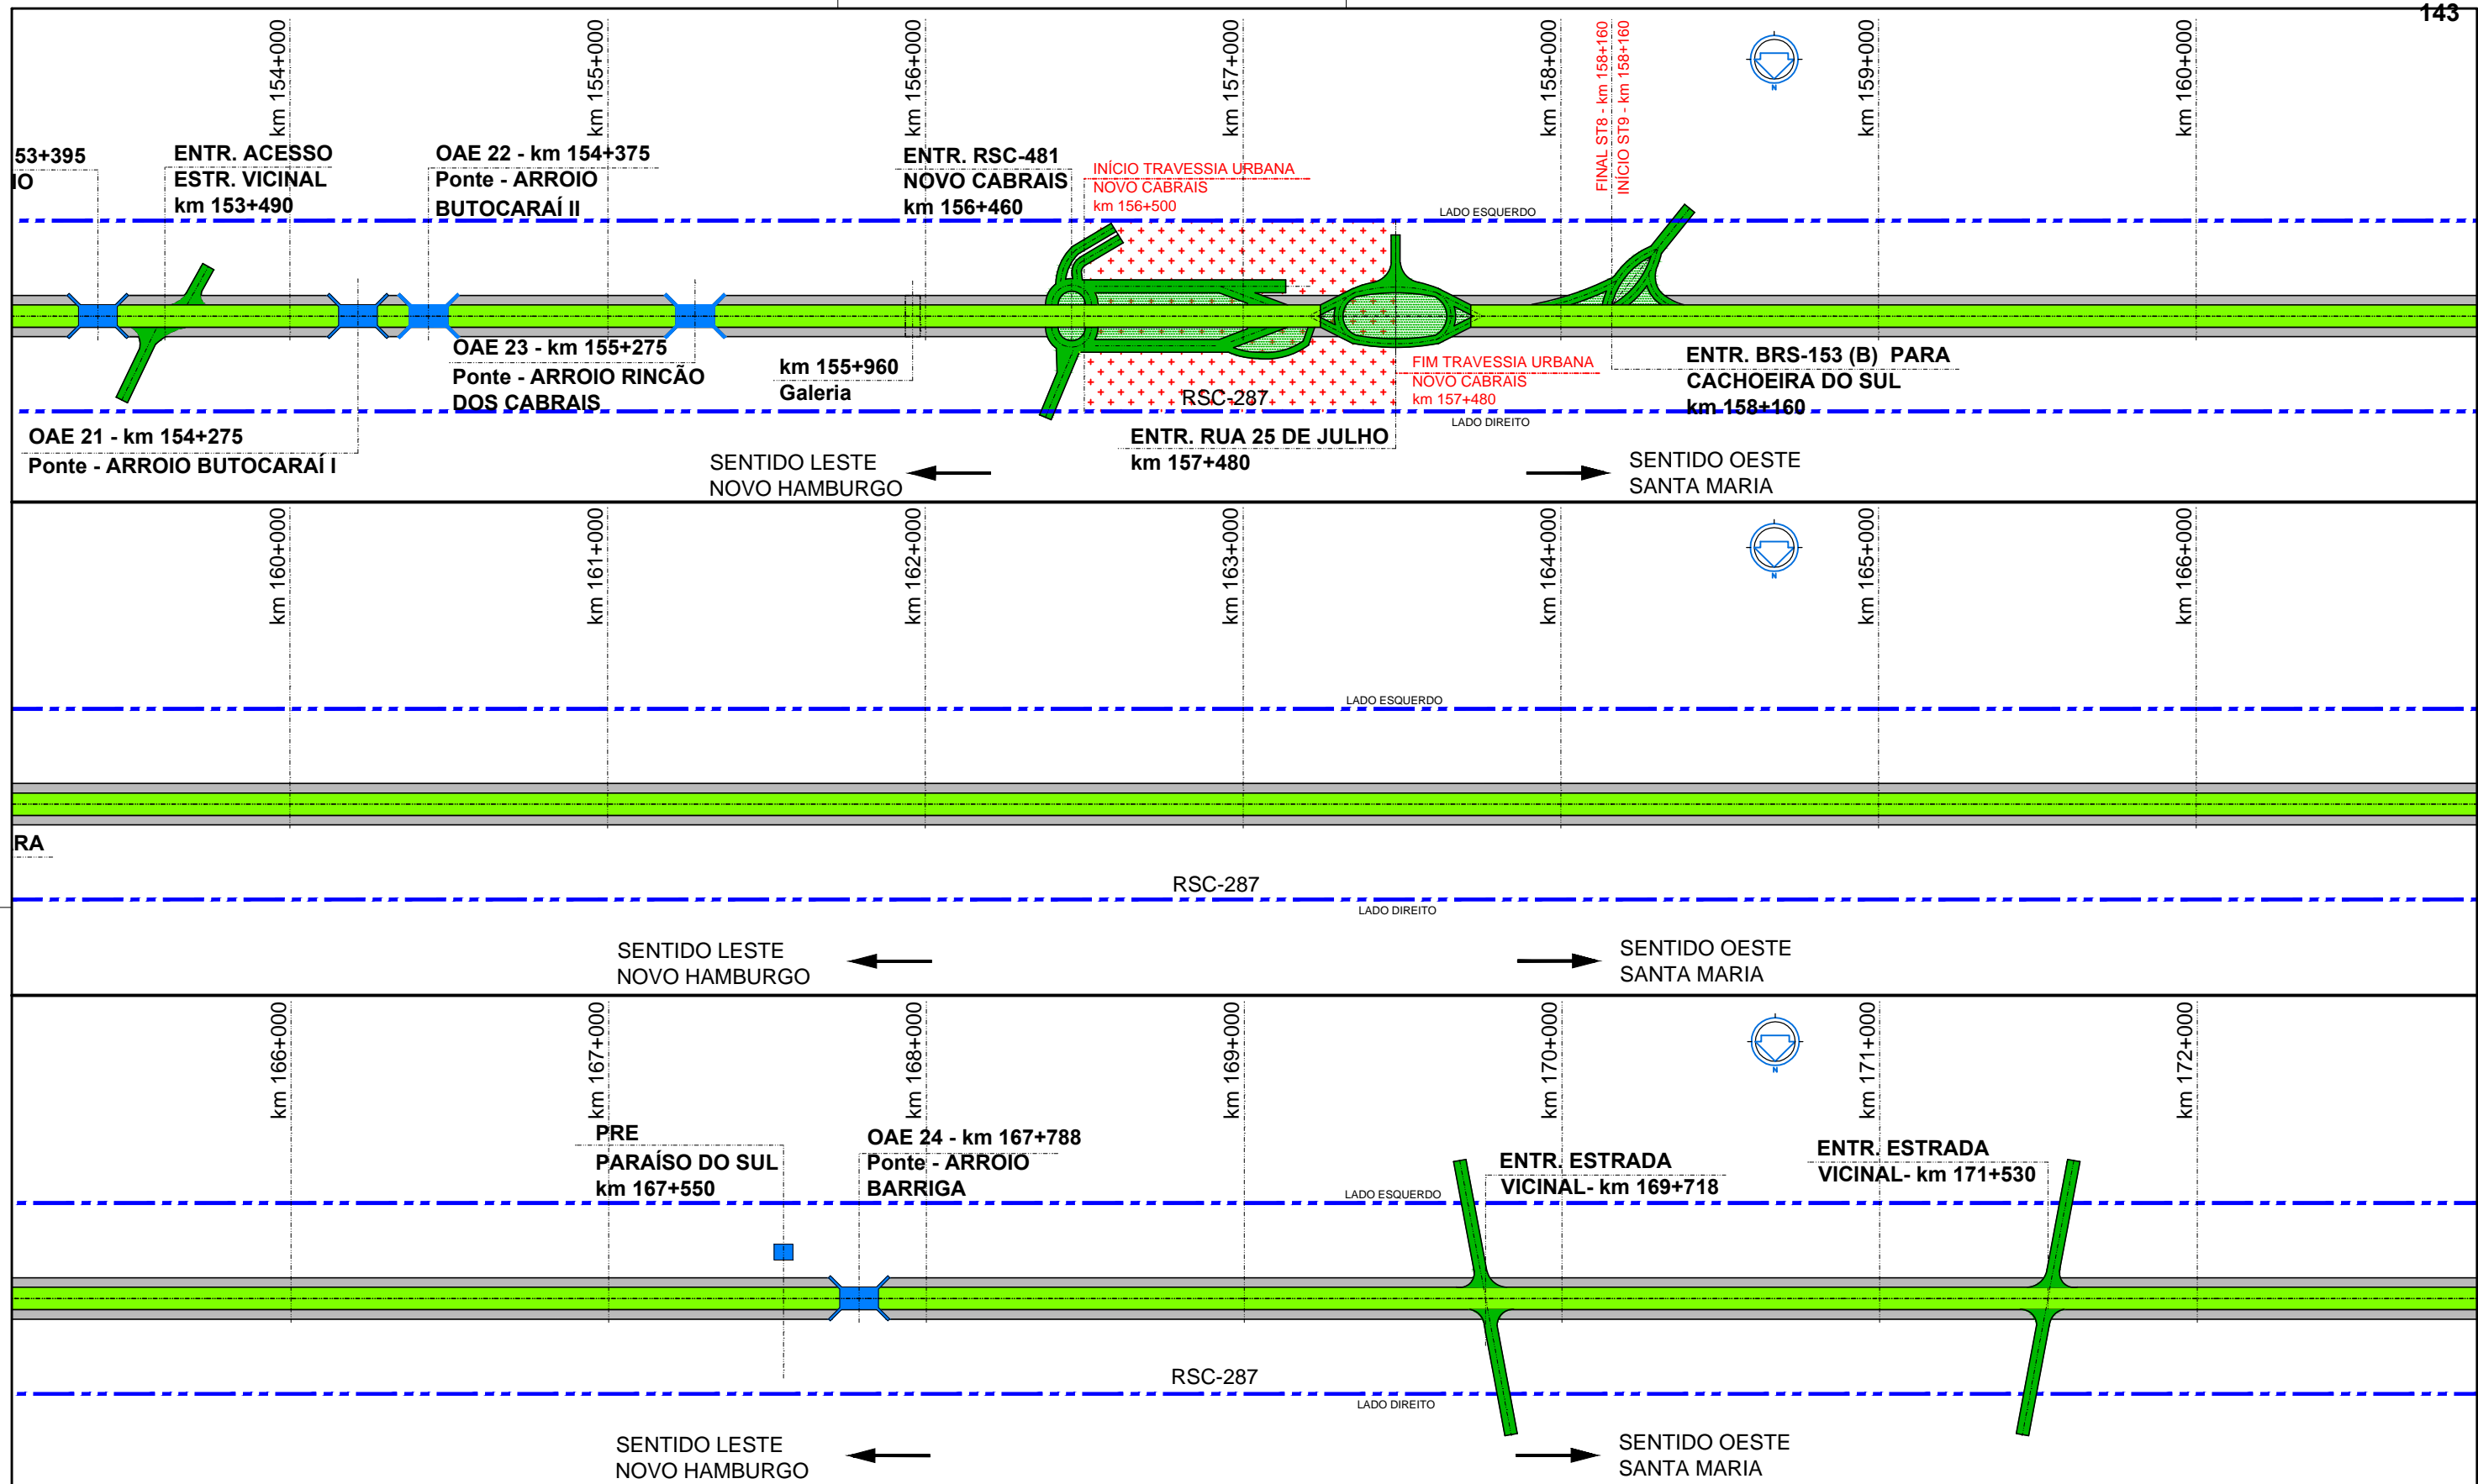 143
km 154+000
km 155+000
km 156+000
km 157+000
km 158+000
FINAL ST8 - km 158+160
INÍCIO ST9 - km 158+160
km 159+000
km 160+000
N
53+395
IO
ENTR. ACESSO
ESTR. VICINAL
km 153+490
OAE 22 - km 154+375
Ponte - ARROIO
BUTOCARAÍ II
ENTR. RSC-481
NOVO CABRAIS
km 156+460
INÍCIO TRAVESSIA URBANA
NOVO CABRAIS
km 156+500
LADO ESQUERDO
OAE 23 - km 155+275
Ponte - ARROIO RINCÃO
DOS CABRAIS
km 155+960
Galeria
RSC-287
FIM TRAVESSIA URBANA
NOVO CABRAIS
km 157+480
ENTR. BRS-153 (B) PARA
CACHOEIRA DO SUL
km 158+160
LADO DIREITO
OAE 21 - km 154+275
Ponte - ARROIO BUTOCARAÍ I
ENTR. RUA 25 DE JULHO
km 157+480
SENTIDO LESTE
NOVO HAMBURGO
SENTIDO OESTE
SANTA MARIA
km 160+000
km 161+000
km 162+000
km 163+000
km 164+000
km 165+000
km 166+000
N
LADO ESQUERDO
RA
RSC-287
LADO DIREITO
SENTIDO LESTE
NOVO HAMBURGO
SENTIDO OESTE
SANTA MARIA
km 166+000
km 167+000
km 168+000
km 169+000
km 170+000
km 171+000
km 172+000
N
PRE
PARAÍSO DO SUL
km 167+550
OAE 24 - km 167+788
Ponte - ARROIO
BARRIGA
LADO ESQUERDO
ENTR. ESTRADA
VICINAL- km 169+718
ENTR. ESTRADA
VICINAL- km 171+530
RSC-287
LADO DIREITO
SENTIDO LESTE
NOVO HAMBURGO
SENTIDO OESTE
SANTA MARIA